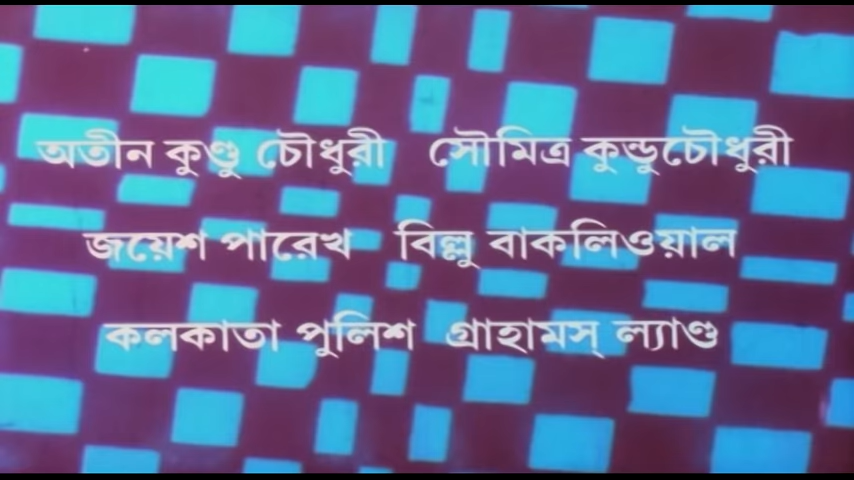 অতীন কুণ্ডু চৌধুরী সৌমিত্র কুন্ডুচৌধুরী
জয়েশ পারেখ বিল্লু বাকলিওয়াল
কলকাতা পুলিশ গ্রাহামস্ ল্যাণ্ড